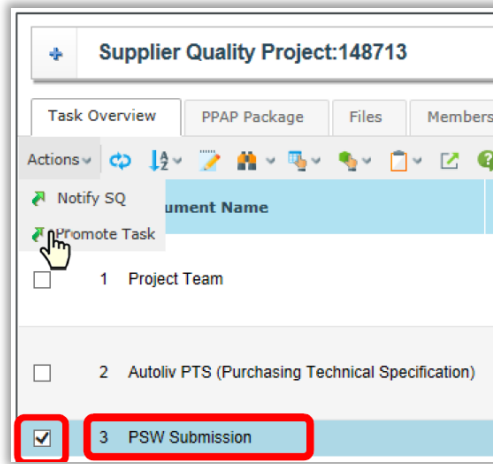 Supplier Quality Project:148713
Task Overview PPAP Package Files Members
Actions
Notify SQ
ument Name
Promote Task
1 Project Team
2 Autoliv PTS (Purchasing Technical Specification)
3 PSW Submission